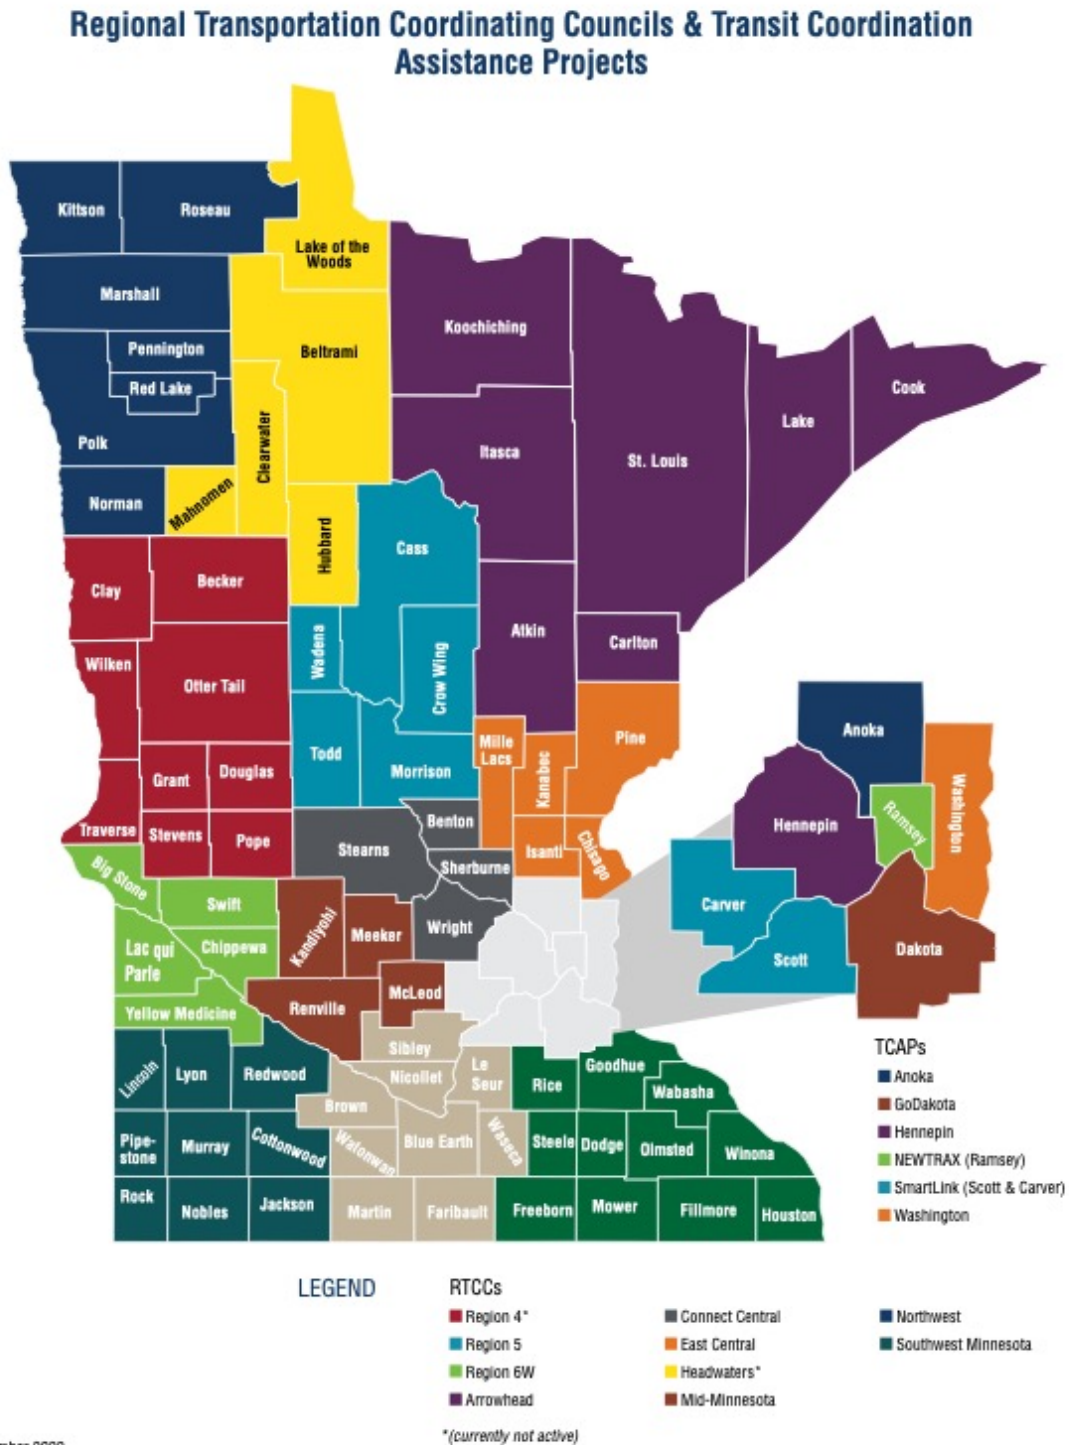 Regional Transportation Coordinating Councils & Transit Coordination
Assistance Projects
Kittson
Roseau
Lake of the
Woods
Marshall
Koochiching
Pennington
Beltrami
Red Lake
Cook
Lake
Polk
Clearwater
Itasca
St. Louis
Norman
Mahnomen
Hubbard
Cass
Clay
Becker
Atkin
Carlton
Wadena
Wilken
Crow Wing
Otter Tail
Anoka
Pine
Mille
Lacs
Todd
Morrison
Grant
Douglas
Kanabec
Washington
Ramsey
Hennepin
Traverse
Stevens
Pope
Benton
Stearns
Isanti
Chisago
Sherburne
Big Stone
Swift
Carver
Kandiyohi
Meeker
Wright
Lac qui
Parle
Chippewa
Dakota
Scott
McLeod
Renville
Yellow Medicine
Sibley
Le
Seur
Nicollet
Goodhue
Lincoln
Lyon
Redwood
Rice
Wabasha
Brown
Pipe-
stone
Murray
Cottonwood
Watonwan
Blue Earth
Waseca
Steele
Dodge
Olmsted
Winona
Rock
Nobles
Jackson
Martin
Faribault
Freeborn
Mower
Fillmore
Houston
TCAPs
Anoka
GoDakota
Hennepin
NEWTRAX (Ramsey)
SmartLink (Scott & Carver)
Washington
LEGEND
RTCCs
Region 4*
Region 5
Region 6W
Arrowhead
Connect Central
East Central
Headwaters*
Mid-Minnesota
Northwest
Southwest Minnesota
*(currently not active)